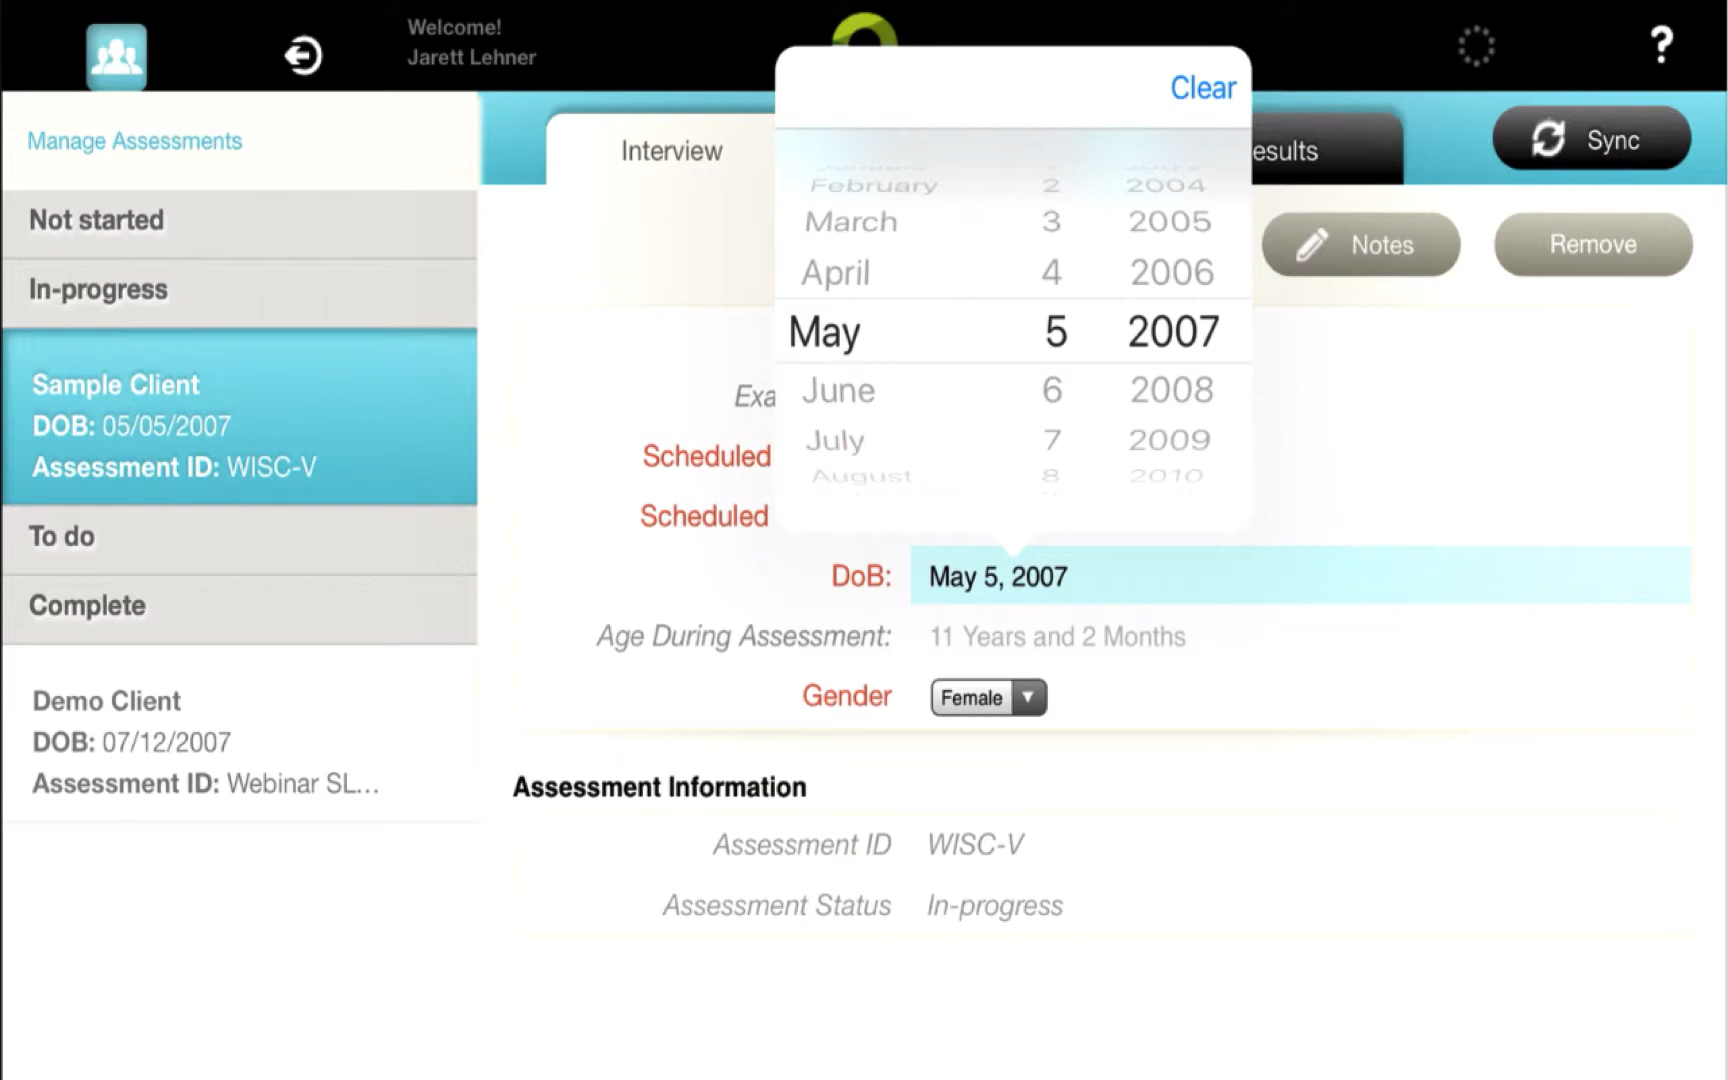 Welcome!
Jarett Lehner
?
Clear
Manage Assessments
Interview
esults
Sync
February 2 2004
Not started
March 3 2005
Notes
Remove
April 4 2006
In-progress
May 5 2007
Sample Client
June 6 2008
Exa
DOB: 05/05/2007
July 7 2009
Scheduled
Assessment ID: WISC-V
August 8 2010
Scheduled
To do
DoB: May 5, 2007
Complete
Age During Assessment: 11 Years and 2 Months
Gender Female
Demo Client
DOB: 07/12/2007
Assessment ID: Webinar SL...
Assessment Information
Assessment ID WISC-V
Assessment Status In-progress